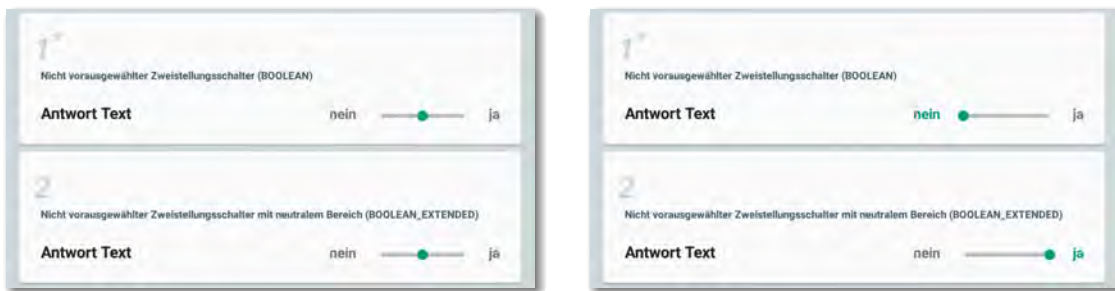 1*
Nicht vorausgewählter Zweistellungsschalter (BOOLEAN)
Antwort Text nein ja
2
Nicht vorausgewählter Zweistellungsschalter mit neutralem Bereich (BOOLEAN_EXTENDED)
Antwort Text nein ja
1*
Nicht vorausgewählter Zweistellungsschalter (BOOLEAN)
Antwort Text nein ja
2
Nicht vorausgewählter Zweistellungsschalter mit neutralem Bereich (BOOLEAN_EXTENDED)
Antwort Text nein ja